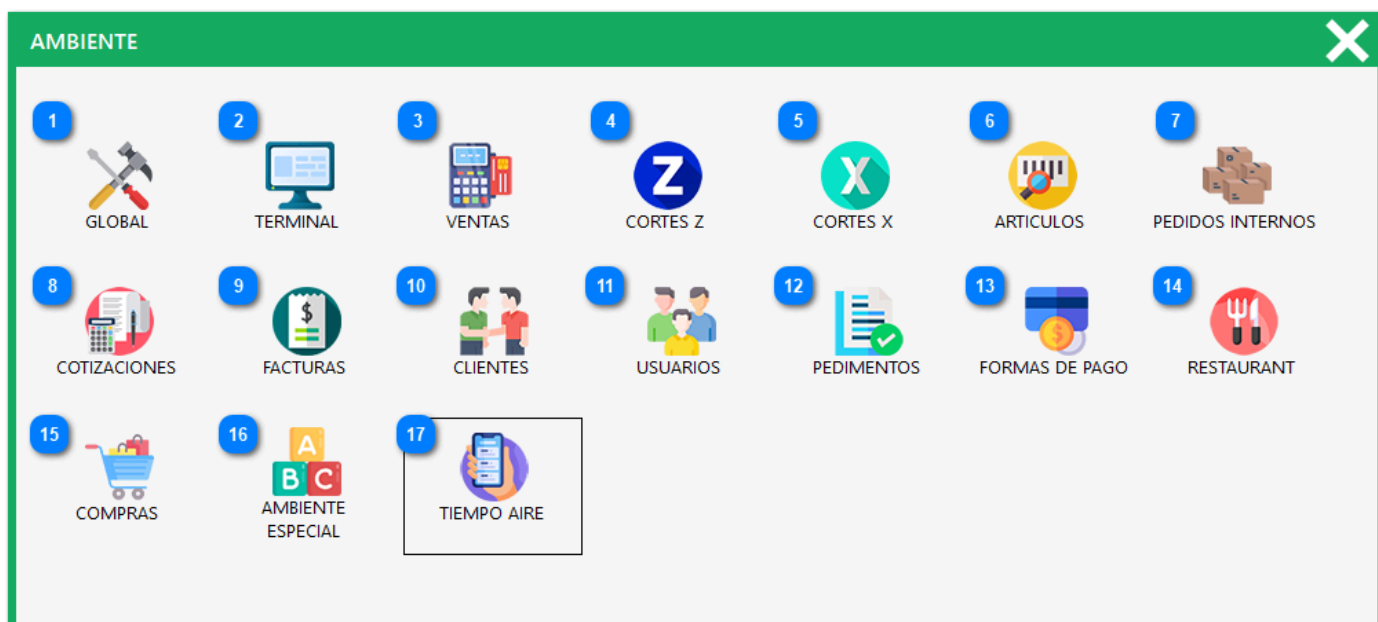 AMBIENTE
1 2 3 4 5 6 7
Z X
GLOBAL TERMINAL VENTAS CORTES Z CORTES X ARTICULOS PEDIDOS INTERNOS
8 9 10 11 12 13 14
$ $
COTIZACIONES FACTURAS CLIENTES USUARIOS PEDIMENTOS FORMAS DE PAGO RESTAURANT
15 16 17
A
B C
COMPRAS AMBIENTE TIEMPO AIRE
ESPECIAL